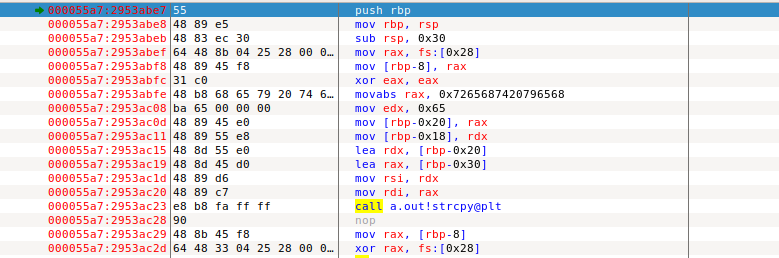 000055a7:2953abe7 55 push rbp
000055a7:2953abe8 48 89 e5 mov rbp, rsp
000055a7:2953abeb 48 83 ec 30 sub rsp, 0x30
000055a7:2953abef 64 48 8b 04 25 28 00 0… mov rax, fs:[0x28]
000055a7:2953abf8 48 89 45 f8 mov [rbp-8], rax
000055a7:2953abfc 31 c0 xor eax, eax
000055a7:2953abfe 48 b8 68 65 79 20 74 6… movabs rax, 0x7265687420796568
000055a7:2953ac08 ba 65 00 00 00 mov edx, 0x65
000055a7:2953ac0d 48 89 45 e0 mov [rbp-0x20], rax
000055a7:2953ac11 48 89 55 e8 mov [rbp-0x18], rdx
000055a7:2953ac15 48 8d 55 e0 lea rdx, [rbp-0x20]
000055a7:2953ac19 48 8d 45 d0 lea rax, [rbp-0x30]
000055a7:2953ac1d 48 89 d6 mov rsi, rdx
000055a7:2953ac20 48 89 c7 mov rdi, rax
000055a7:2953ac23 e8 b8 fa ff ff call a.out!strcpy@plt
000055a7:2953ac28 90 nop
000055a7:2953ac29 48 8b 45 f8 mov rax, [rbp-8]
000055a7:2953ac2d 64 48 33 04 25 28 00 0… xor rax, fs:[0x28]